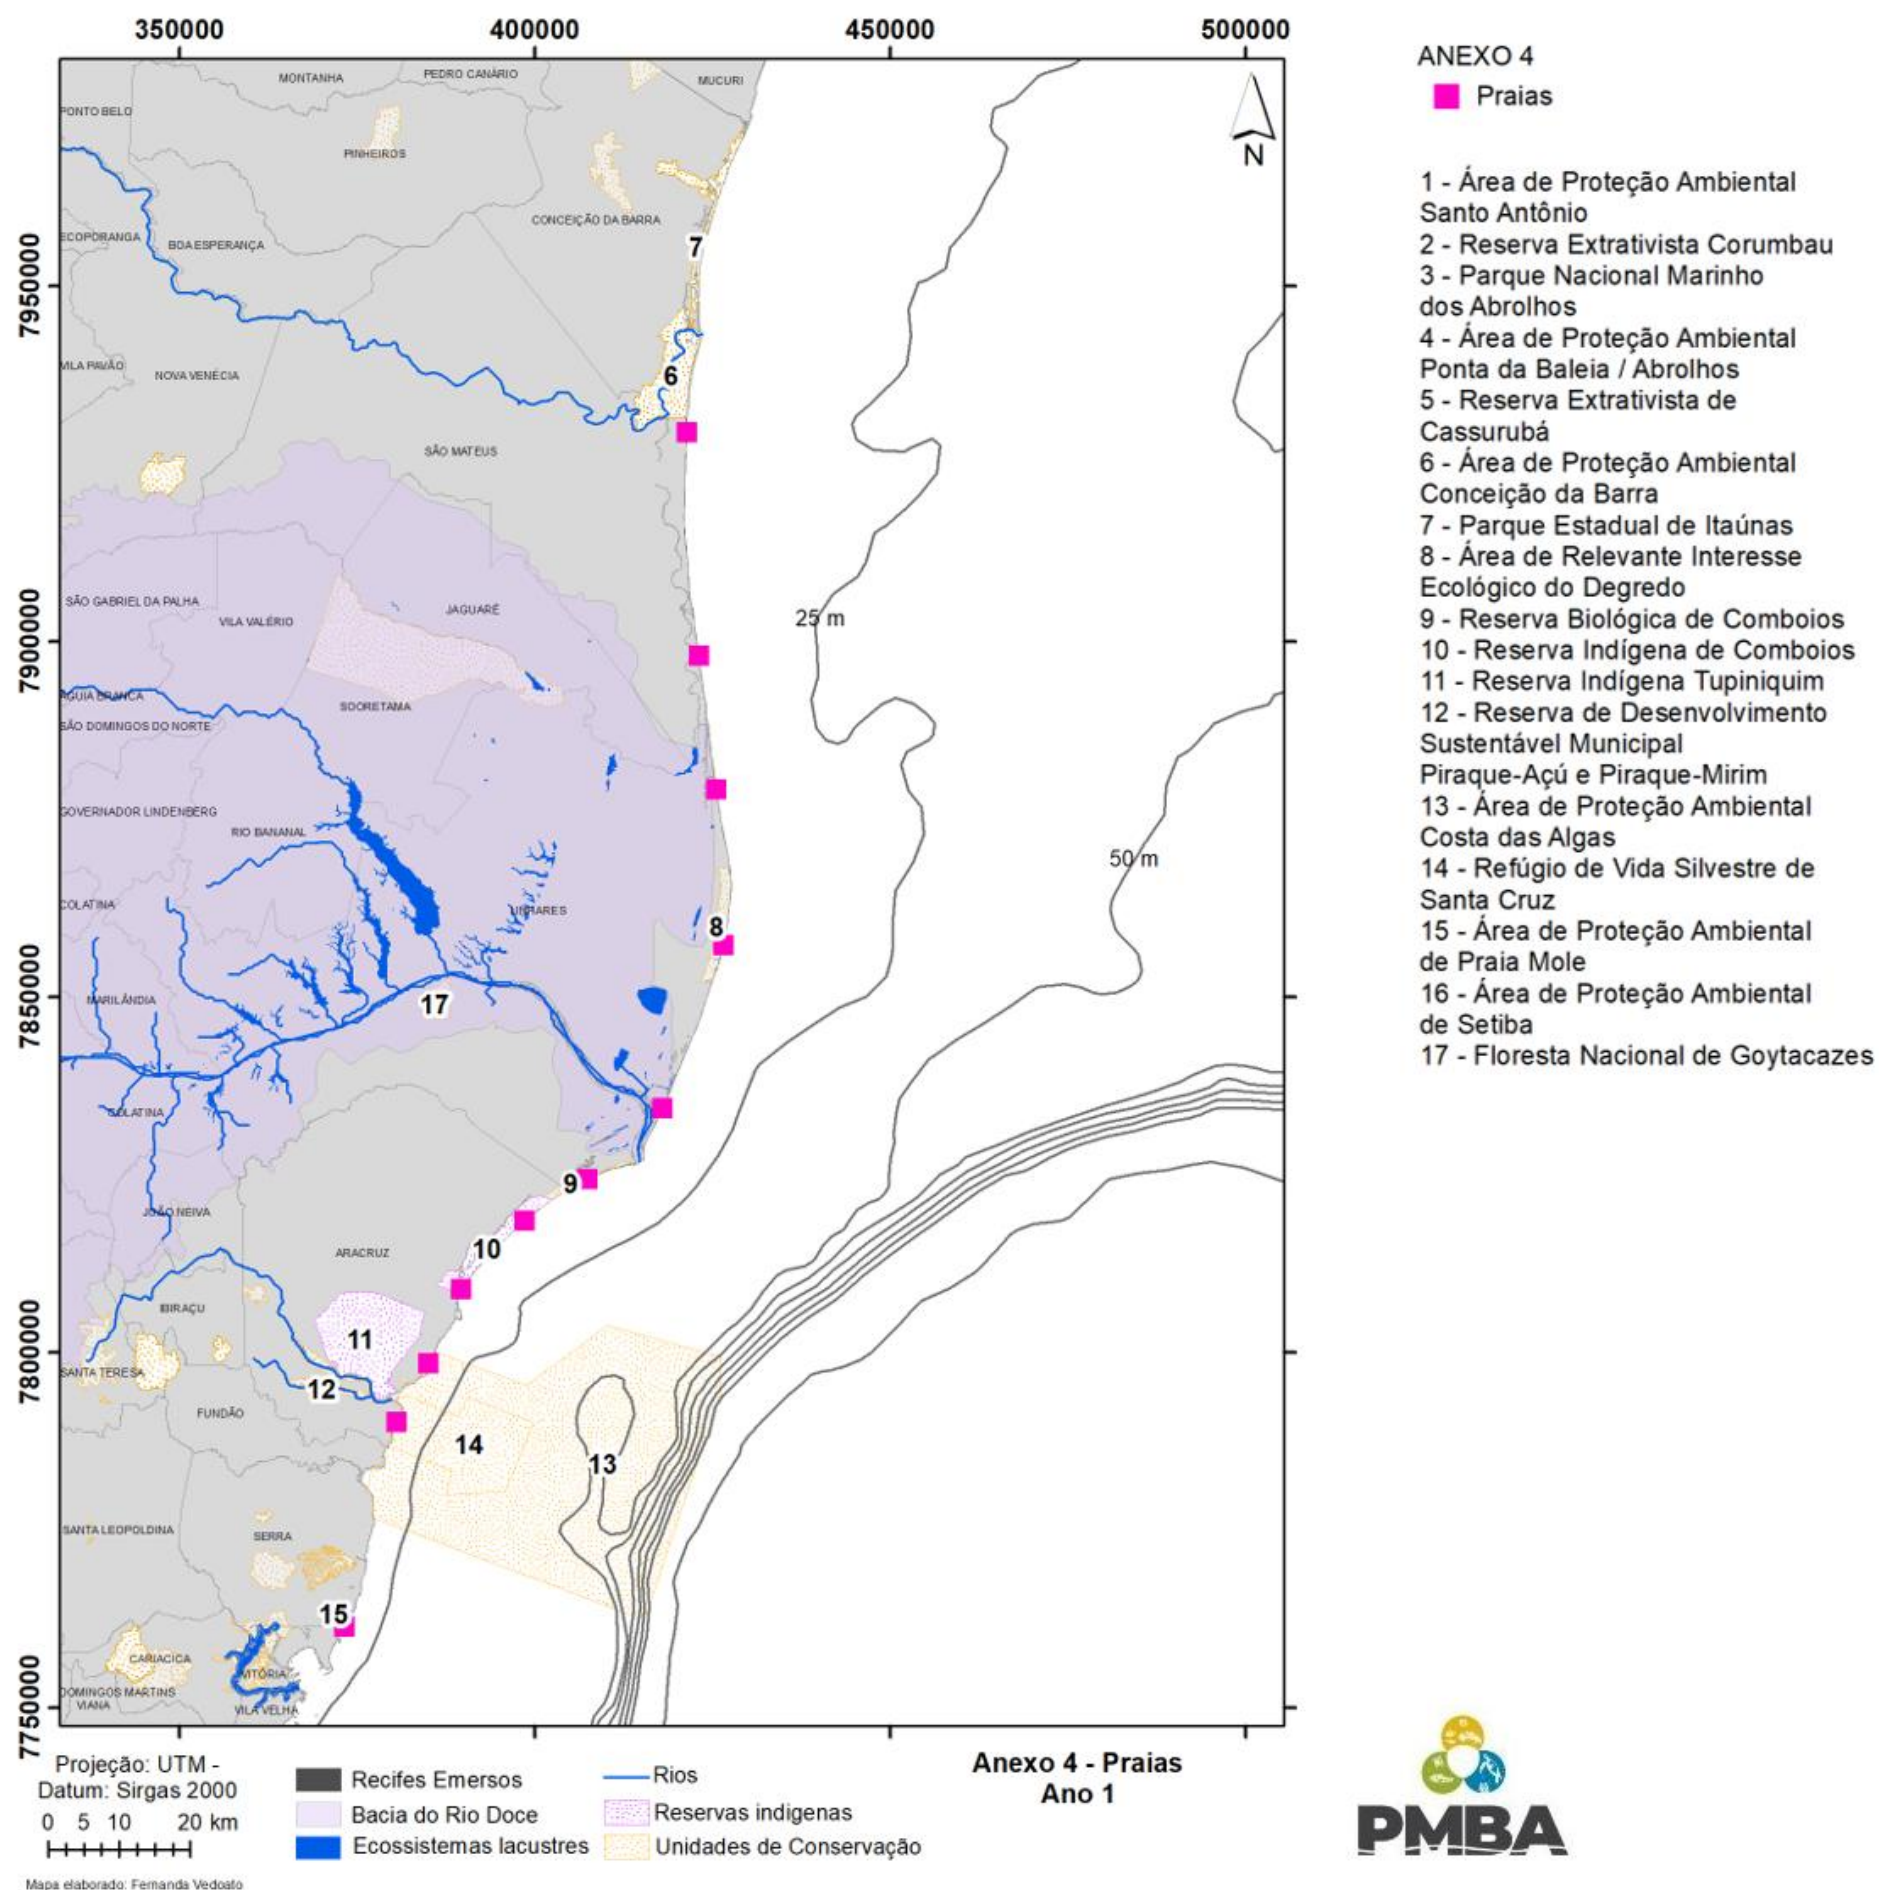 350000
400000
450000
500000
MONTANHA
PEDRO CANÁRIO
MUCURI
PONTO BELO
PINHEIROS
CONCEIÇÃO DA BARRA
ECOPORANGA
BOA ESPERANÇA
7
7950000
VILA PAVÃO
NOVA VENÉCIA
6
SÃO MATEUS
SÃO GABRIEL DA PALHA
VILA VALÉRIO
JAGUARÉ
25 m
7900000
ÁGUIA BRANCA
SOORETAMA
SÃO DOMINGOS DO NORTE
GOVERNADOR LINDENBERG
RIO BANANAL
50 m
COLATINA
LINHARES
8
MARILÂNDIA
17
7850000
COLATINA
9
JOÃO NEIVA
ARACRUZ
10
IBIRAÇU
11
7800000
SANTA TERESA
12
FUNDÃO
14
13
SANTA LEOPOLDINA
SERRA
15
CARIACICA
VITÓRIA
DOMINGOS MARTINS
VIANA
VILA VELHA
7750000
N
ANEXO 4
Praias
1 - Área de Proteção Ambiental
Santo Antônio
2 - Reserva Extrativista Corumbau
3 - Parque Nacional Marinho
dos Abrolhos
4 - Área de Proteção Ambiental
Ponta da Baleia / Abrolhos
5 - Reserva Extrativista de
Cassurubá
6 - Área de Proteção Ambiental
Conceição da Barra
7 - Parque Estadual de Itaúnas
8 - Área de Relevante Interesse
Ecológico do Degredo
9 - Reserva Biológica de Comboios
10 - Reserva Indígena de Comboios
11 - Reserva Indígena Tupiniquim
12 - Reserva de Desenvolvimento
Sustentável Municipal
Piraque-Açú e Piraque-Mirim
13 - Área de Proteção Ambiental
Costa das Algas
14 - Refúgio de Vida Silvestre de
Santa Cruz
15 - Área de Proteção Ambiental
de Praia Mole
16 - Área de Proteção Ambiental
de Setiba
17 - Floresta Nacional de Goytacazes
Projeção: UTM -
Datum: Sirgas 2000
0 5 10 20 km
Mapa elaborado: Fernanda Vedoato
Recifes Emersos
Bacia do Rio Doce
Ecossistemas lacustres
Rios
Reservas indigenas
Unidades de Conservação
Anexo 4 - Praias
Ano 1
PMBA